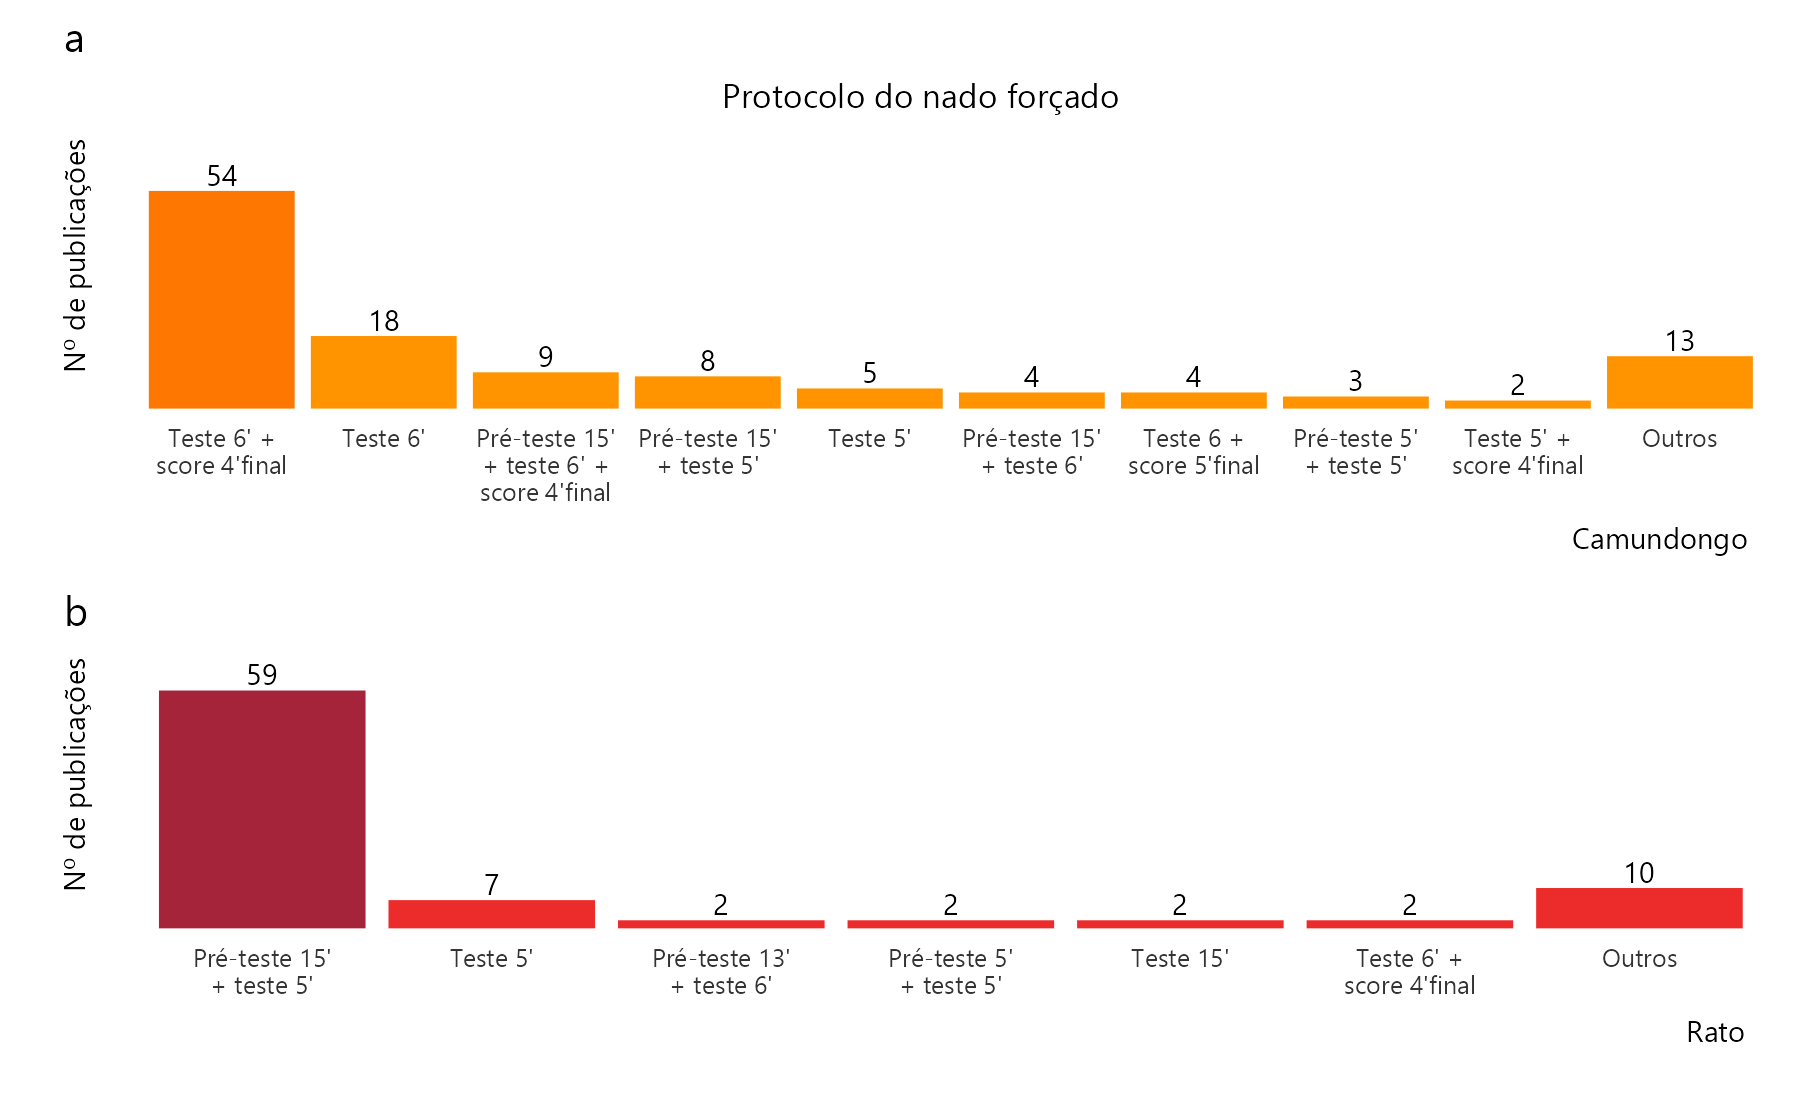 a
Protocolo do nado forçado
Nº de publicações
54
18
9
8
5
4
4
3
2
13
Teste 6' +
score 4'final
Teste 6'
Pré-teste 15'
+ teste 6' +
score 4'final
Pré-teste 15'
+ teste 5'
Teste 5'
Pré-teste 15'
+ teste 6'
Teste 6 +
score 5'final
Pré-teste 5'
+ teste 5'
Teste 5' +
score 4'final
Outros
Camundongo
b
Nº de publicações
59
7
2
2
2
2
10
Pré-teste 15'
+ teste 5'
Teste 5'
Pré-teste 13'
+ teste 6'
Pré-teste 5'
+ teste 5'
Teste 15'
Teste 6' +
score 4'final
Outros
Rato